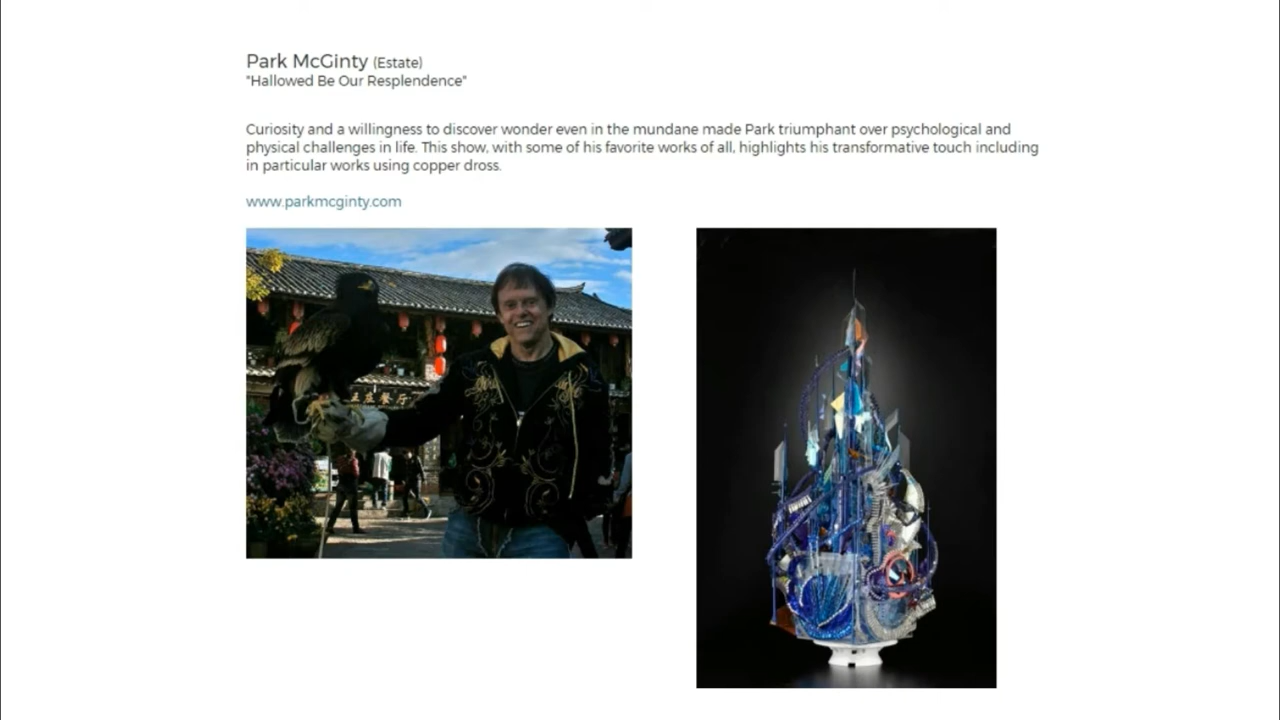 Park McGinty (Estate)
"Hallowed Be Our Resplendence"
Curiosity and a willingness to discover wonder even in the mundane made Park triumphant over psychological and
physical challenges in life. This show, with some of his favorite works of all, highlights his transformative touch including
in particular works using copper dross.
www.parkmcginty.com
餐厅